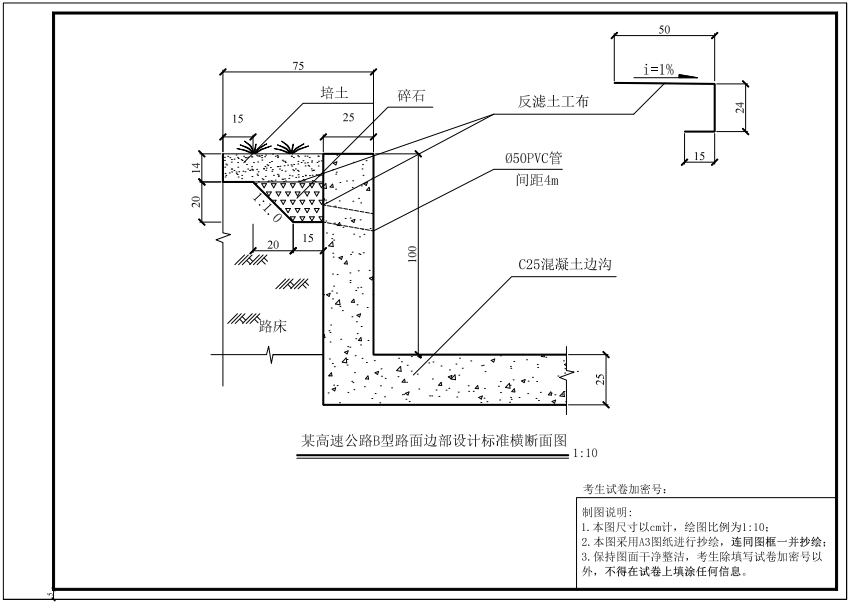 50
i=1%
24
15
75
培土
碎石
反滤土工布
15
25
Ø50PVC管
间距4m
14
20
1:1.0
20
15
100
C25混凝土边沟
路床
25
某高速公路B型路面边部设计标准横断面图
1:10
考生试卷加密号:
制图说明:
1.本图尺寸以cm计，绘图比例为1:10;
2.本图采用A3图纸进行抄绘，连同图框一并抄绘;
3.保持图面干净整洁，考生除填写试卷加密号以
外，不得在试卷上填涂任何信息。
5